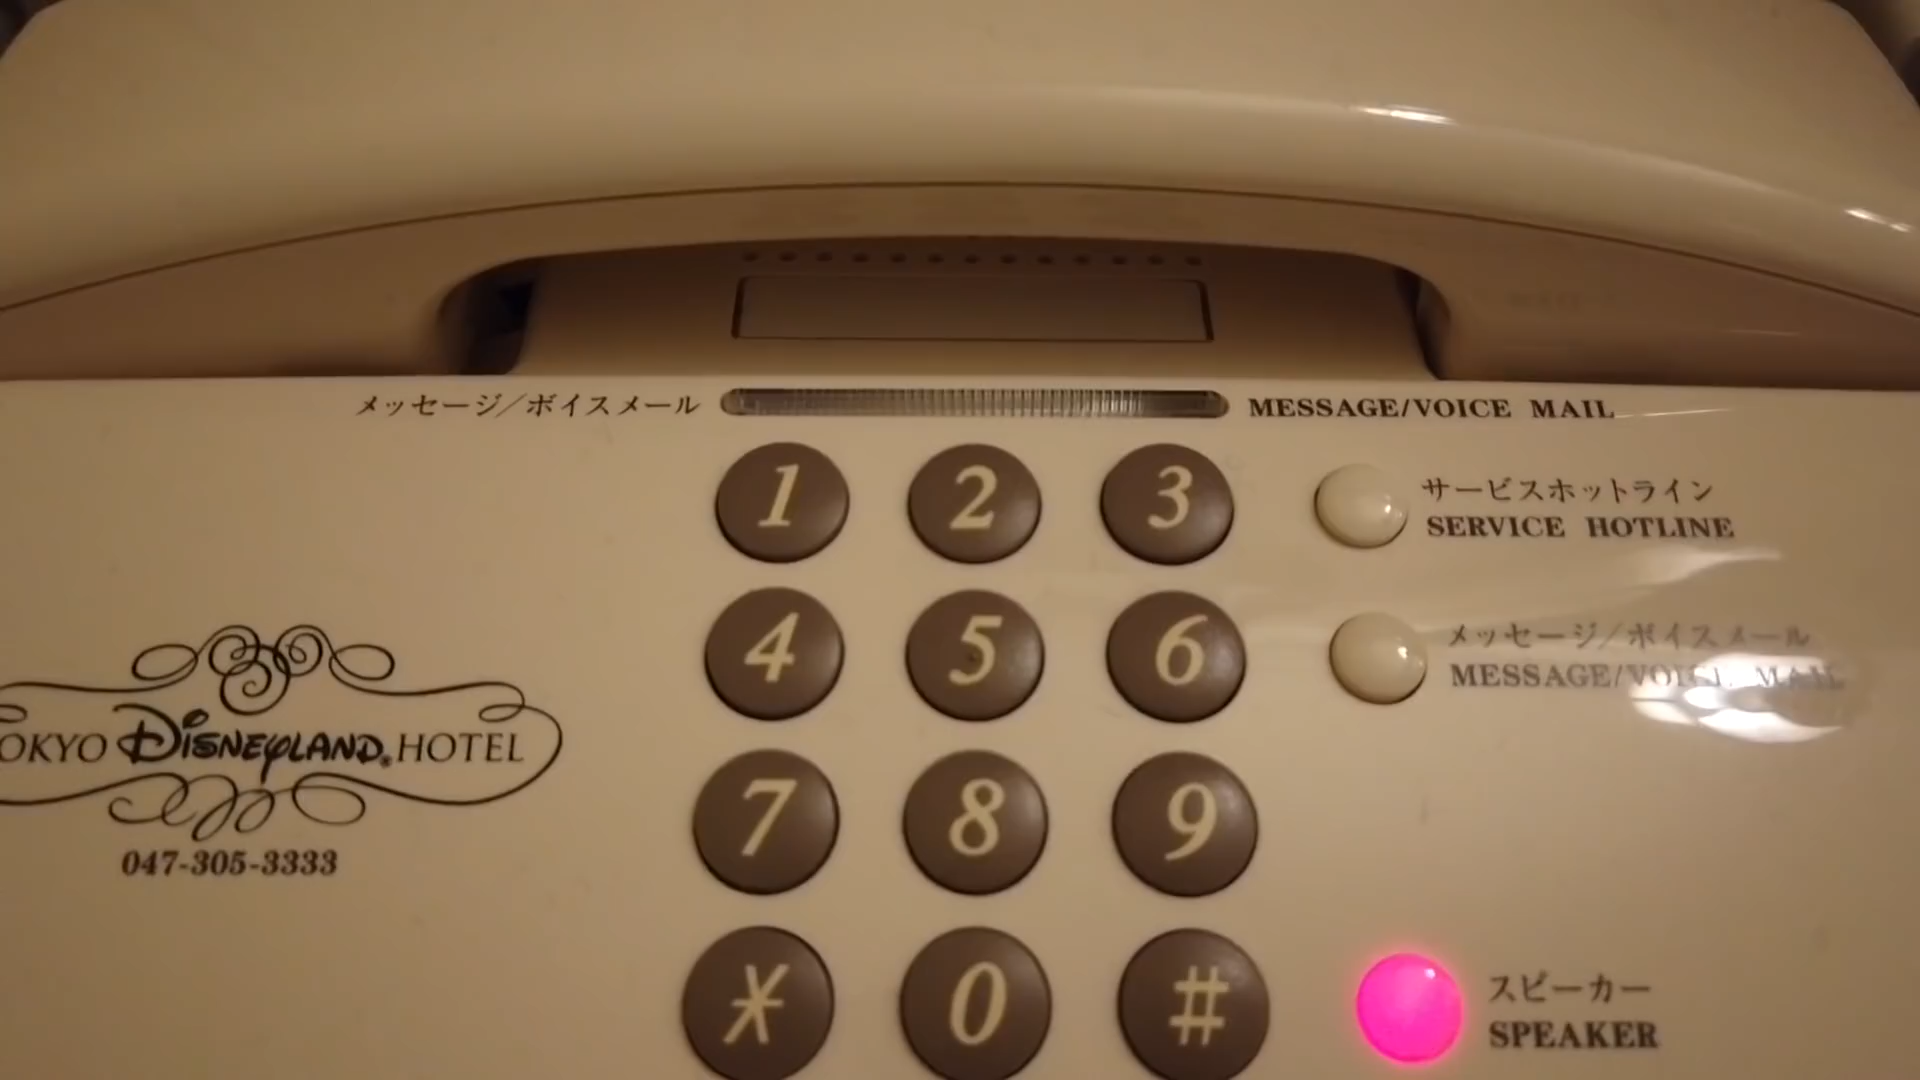 メッセージ/ボイスメール
MESSAGE/VOICE MAIL
1 2 3
サービスホットライン
SERVICE HOTLINE
4 5 6
メッセージ/ボイスメール
MESSAGE/VOICE MAIL
OKYO DISNEYLAND® HOTEL
047-305-3333
7 8 9
* 0 #
スピーカー
SPEAKER